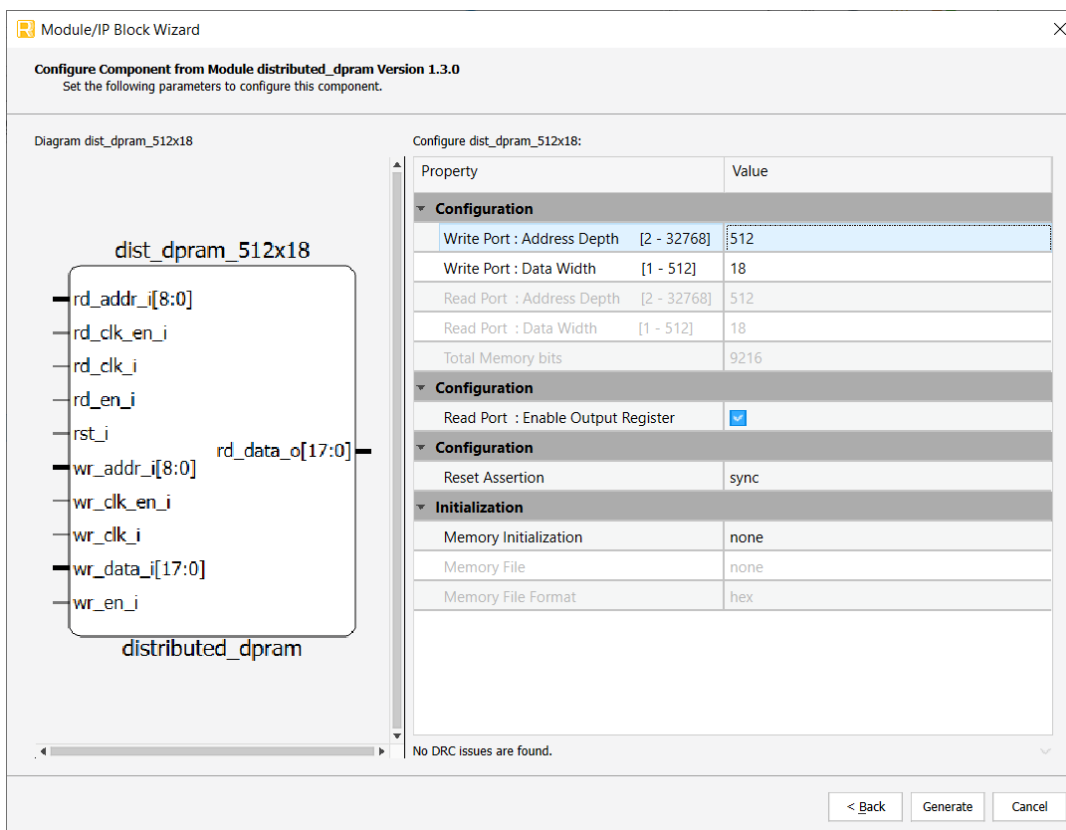 Module/IP Block Wizard
Configure Component from Module distributed_dpram Version 1.3.0
Set the following parameters to configure this component.
Diagram dist_dpram_512x18
dist_dpram_512x18
rd_addr_i[8:0]
rd_clk_en_i
rd_clk_i
rd_en_i
rst_i
rd_data_o[17:0]
wr_addr_i[8:0]
wr_clk_en_i
wr_clk_i
wr_data_i[17:0]
wr_en_i
distributed_dpram
Configure dist_dpram_512x18:
Property Value
Configuration
Write Port : Address Depth [2 - 32768] 512
Write Port : Data Width [1 - 512] 18
Read Port : Address Depth [2 - 32768] 512
Read Port : Data Width [1 - 512] 18
Total Memory bits 9216
Configuration
Read Port : Enable Output Register
Configuration
Reset Assertion sync
Initialization
Memory Initialization none
Memory File none
Memory File Format hex
No DRC issues are found.
< Back Generate Cancel